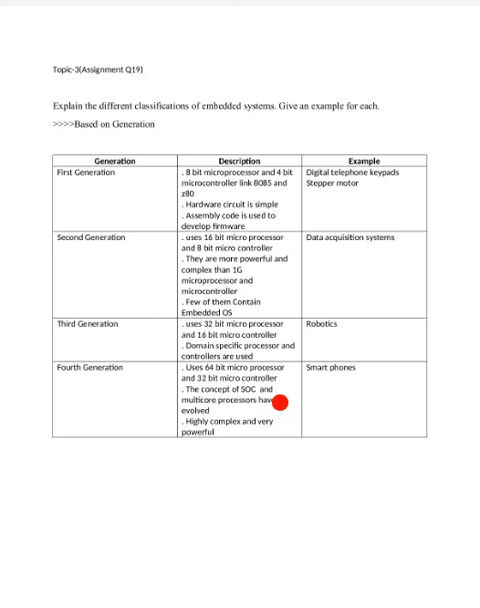 Topic-3(Assignment Q19)
Explain the different classifications of embedded systems. Give an example for each.
>>>>Based on Generation
Generation Description Example
First Generation
. 8 bit microprocessor and 4 bit
microcontroller link 8085 and
z80
. Hardware circuit is simple
. Assembly code is used to
develop firmware
Digital telephone keypads
Stepper motor
Second Generation
. uses 16 bit micro processor
and 8 bit micro controller
. They are more powerful and
complex than 1G
microprocessor and
microcontroller
. Few of them Contain
Embedded OS
Data acquisition systems
Third Generation
. uses 32 bit micro processor
and 16 bit micro controller
. Domain specific processor and
controllers are used
Robotics
Fourth Generation
. Uses 64 bit micro processor
and 32 bit micro controller
. The concept of SOC and
multicore processors have
evolved
. Highly complex and very
powerful
Smart phones